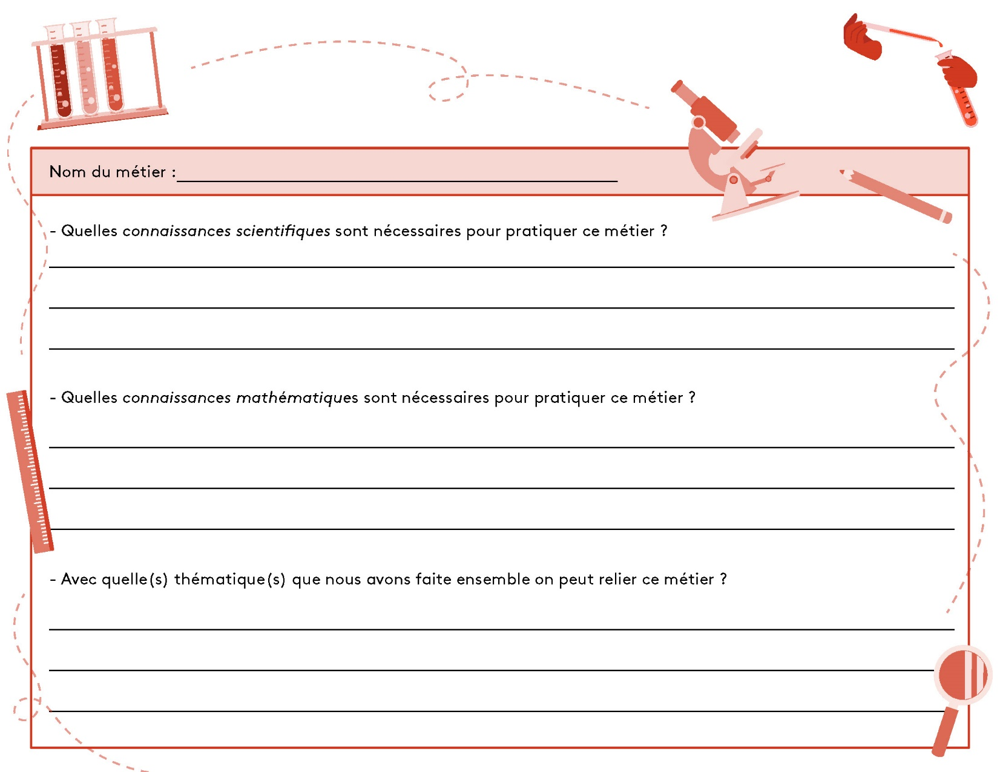 Nom du métier :
- Quelles connaissances scientifiques sont nécessaires pour pratiquer ce métier ?
- Quelles connaissances mathématiques sont nécessaires pour pratiquer ce métier ?
- Avec quelle(s) thématique(s) que nous avons faite ensemble on peut relier ce métier ?